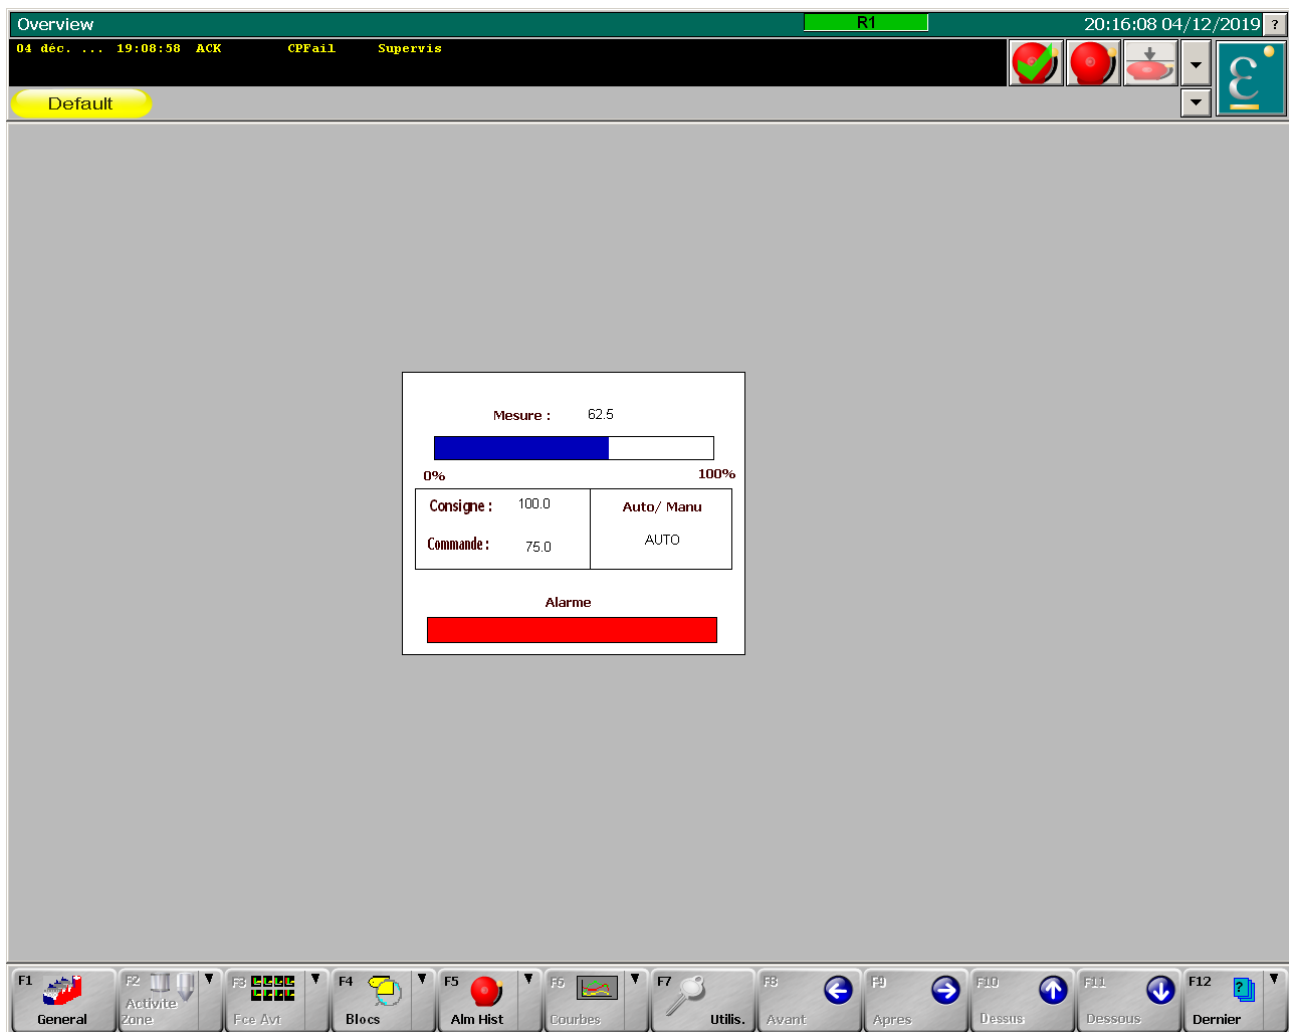 Overview R1 20:16:08 04/12/2019 ?
04 déc. ... 19:08:58 ACK CPFail Supervis
Default
Mesure : 62.5
0% 100%
Consigne : 100.0 Auto/ Manu
Commande : 75.0 AUTO
Alarme
F1 F2 F3 F4 F5 F6 F7 F8 F9 F10 F11 F12 ?
General Activite Zone Fce Avt Blocs Alm Hist Courbes Utilis. Avant Apres Dessus Dessous Dernier